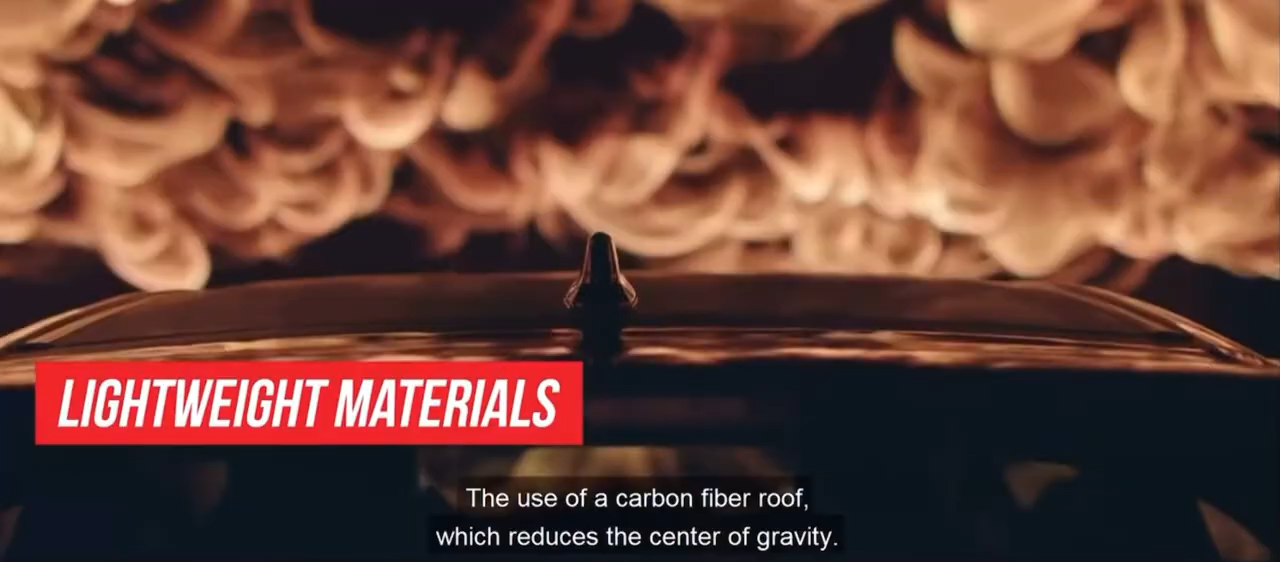 LIGHTWEIGHT MATERIALS
The use of a carbon fiber roof,
which reduces the center of gravity.